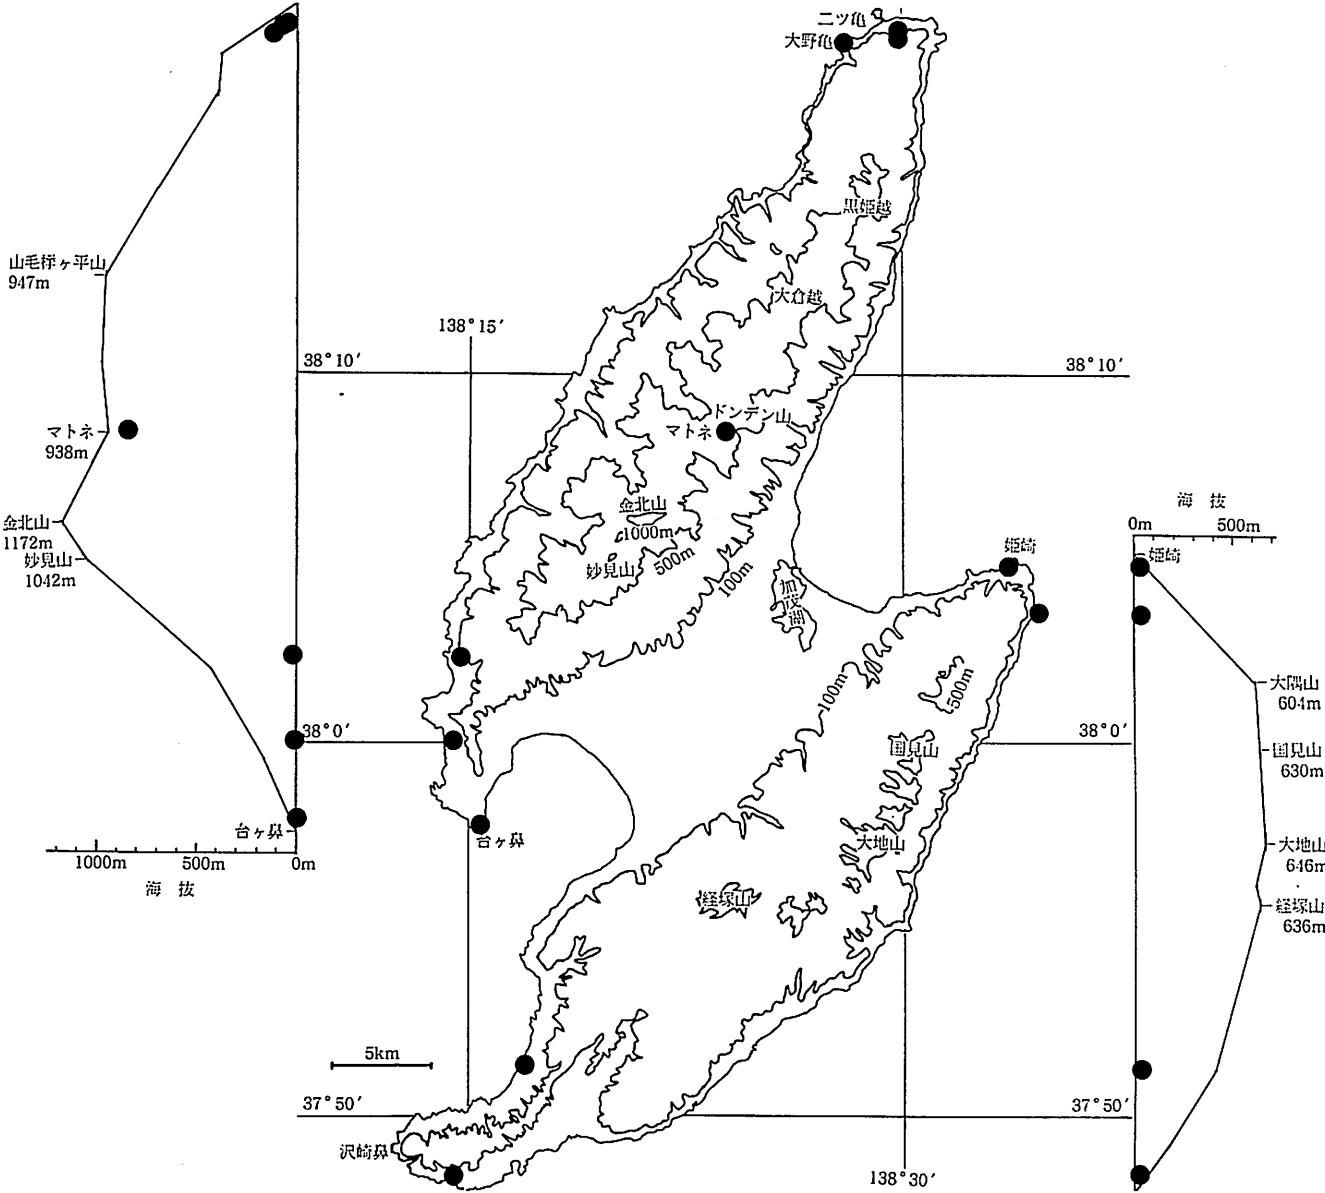 二ツ亀
大野亀
黒姫越
大倉越
山毛欅ヶ平山
947m
138°15′
38°10′
38°10′
ドンデン山
マトネ
マトネ
938m
金北山
1172m
妙見山
1042m
金北山
1000m
500m
妙見山
100m
加茂湖
海抜
0m
500m
姫崎
姫崎
100m
500m
大隅山
604m
38°0′
38°0′
国見山
国見山
630m
台ヶ鼻
台ヶ鼻
大地山
大地山
646m
1000m
500m
0m
海抜
経塚山
経塚山
636m
5km
37°50′
37°50′
沢崎鼻
138°30′